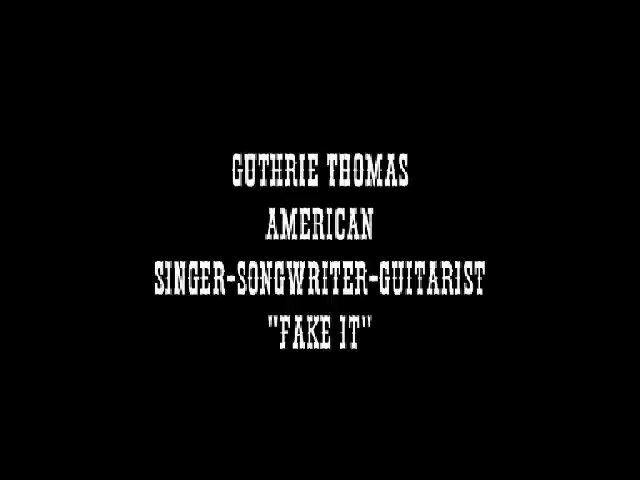 GUTHRIE THOMAS
AMERICAN
SINGER-SONGWRITER-GUITARIST
"FAKE IT"